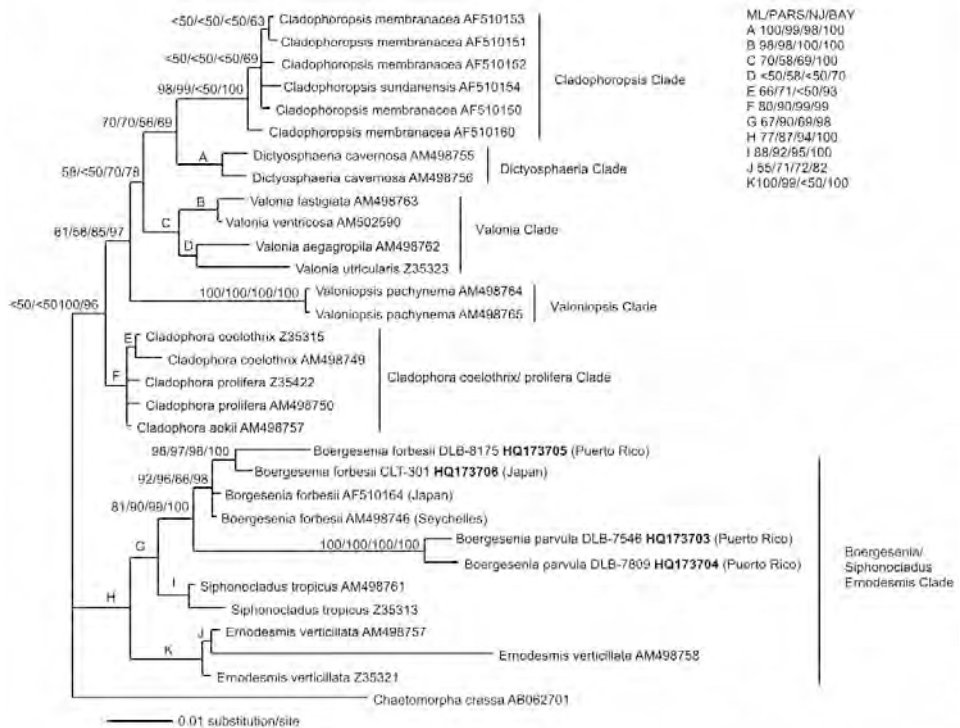 <50/<50/<50/63
Cladophoropsis membranacea AF510153
Cladophoropsis membranacea AF510151
<50/<50/<50/69
Cladophoropsis membranacea AF510152
Cladophoropsis sundanensis AF510154
98/99/<50/100
Cladophoropsis membranacea AF510150
Cladophoropsis membranacea AF510160
Cladophoropsis Clade
70/70/56/69
A
Dictyosphaena cavernosa AM498755
Dictyosphaena cavernosa AM498756
Dictyosphaeria Clade
58/<50/70/78
B
Valonia fastigiata AM498763
Valonia ventricosa AM502590
C
D
Valonia aegagropila AM498762
Valonia utricularis Z35323
Valonia Clade
61/58/85/97
100/100/100/100
Valoniopsis pachynema AM498764
Valoniopsis pachynema AM498765
Valoniopsis Clade
<50/<50100/96
E
Cladophora coelothrix Z35315
Cladophora coelothrix AM498749
F
Cladophora prolifera Z35422
Cladophora prolifera AM498750
Cladophora aokii AM498757
Cladophora coelothrix/ prolifera Clade
98/97/98/100
Boergesenia forbesii DLB-8175 HQ173705 (Puerto Rico)
Boergesenia forbesii CLT-301 HQ173706 (Japan)
92/96/66/98
Borgesenia forbesii AF510164 (Japan)
81/90/99/100
Boergesenia forbesii AM498746 (Seychelles)
100/100/100/100
Boergesenia parvula DLB-7546 HQ173703 (Puerto Rico)
Boergesenia parvula DLB-7809 HQ173704 (Puerto Rico)
G
I
Siphonocladus tropicus AM498761
Siphonocladus tropicus Z35313
H
J
Ernodesmis verticillata AM498757
Ernodesmis verticillata AM498758
K
Ernodesmis verticillata Z35321
Boergesenia/
Siphonocladus
Ernodesmis Clade
Chaetomorpha crassa AB062701
0.01 substitution/site
ML/PARS/NJ/BAY
A 100/99/98/100
B 98/98/100/100
C 70/58/69/100
D <50/58/<50/70
E 66/71/<50/93
F 80/90/99/99
G 67/90/69/98
H 77/87/94/100
I 88/92/95/100
J 55/71/72/82
K100/99/<50/100